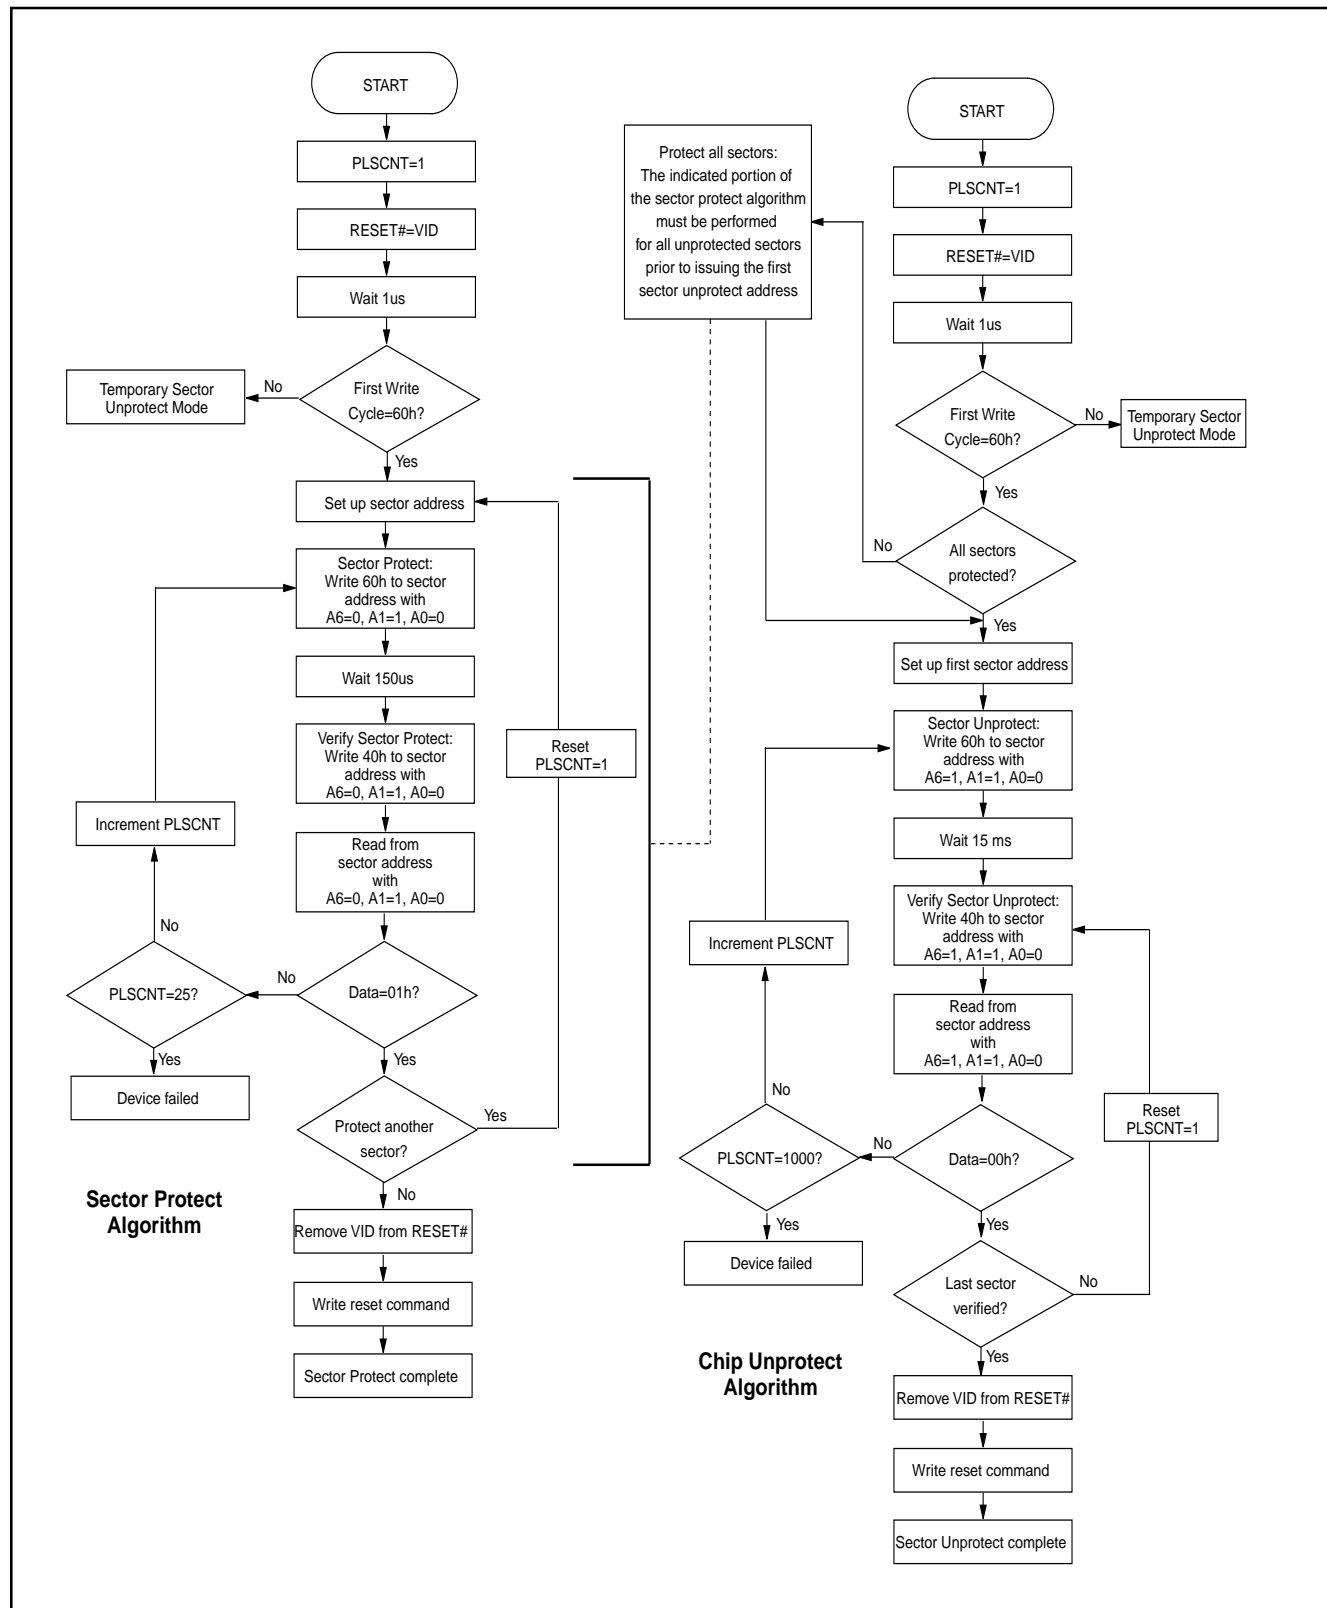 START
PLSCNT=1
RESET#=VID
Wait 1us
First Write
Cycle=60h?
No
Temporary Sector
Unprotect Mode
Yes
Set up sector address
Sector Protect:
Write 60h to sector
address with
A6=0, A1=1, A0=0
Wait 150us
Verify Sector Protect:
Write 40h to sector
address with
A6=0, A1=1, A0=0
Reset
PLSCNT=1
Increment PLSCNT
Read from
sector address
with
A6=0, A1=1, A0=0
No
No
PLSCNT=25?
Data=01h?
Yes
Yes
Device failed
Protect another
sector?
Yes
No
Sector Protect
Algorithm
Remove VID from RESET#
Write reset command
Sector Protect complete
Protect all sectors:
The indicated portion of
the sector protect algorithm
must be performed
for all unprotected sectors
prior to issuing the first
sector unprotect address
START
PLSCNT=1
RESET#=VID
Wait 1us
First Write
Cycle=60h?
No
Temporary Sector
Unprotect Mode
Yes
No
All sectors
protected?
Yes
Set up first sector address
Sector Unprotect:
Write 60h to sector
address with
A6=1, A1=1, A0=0
Wait 15 ms
Verify Sector Unprotect:
Write 40h to sector
address with
A6=1, A1=1, A0=0
Increment PLSCNT
Read from
sector address
with
A6=1, A1=1, A0=0
No
Reset
PLSCNT=1
No
PLSCNT=1000?
Data=00h?
Yes
Yes
Device failed
Last sector
verified?
No
Yes
Chip Unprotect
Algorithm
Remove VID from RESET#
Write reset command
Sector Unprotect complete